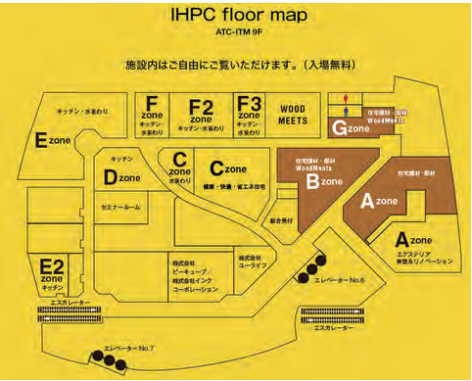 IHPC floor map
ATC-ITM 9F
施設内はご自由にご覧いただけます。（入場無料）
キッチン・水まわり
E zone
F zone
キッチン・水まわり
F2 zone
キッチン・水まわり
F3 zone
キッチン・水まわり
WOOD MEETS
住宅建材・部材
WoodMeets
G zone
キッチン
D zone
C zone
水まわり
C zone
健康・快適・省エネ住宅
住宅建材・部材
WoodMeets
B zone
住宅建材・部材
A zone
セミナールーム
総合受付
A zone
エクステリア
新築&リノベーション
E2 zone
キッチン
株式会社
ビーキューブ
株式会社インク
コーポレーション
株式会社
ユーライフ
エレベーターNo.6
エスカレーター
エスカレーター
エレベーターNo.7